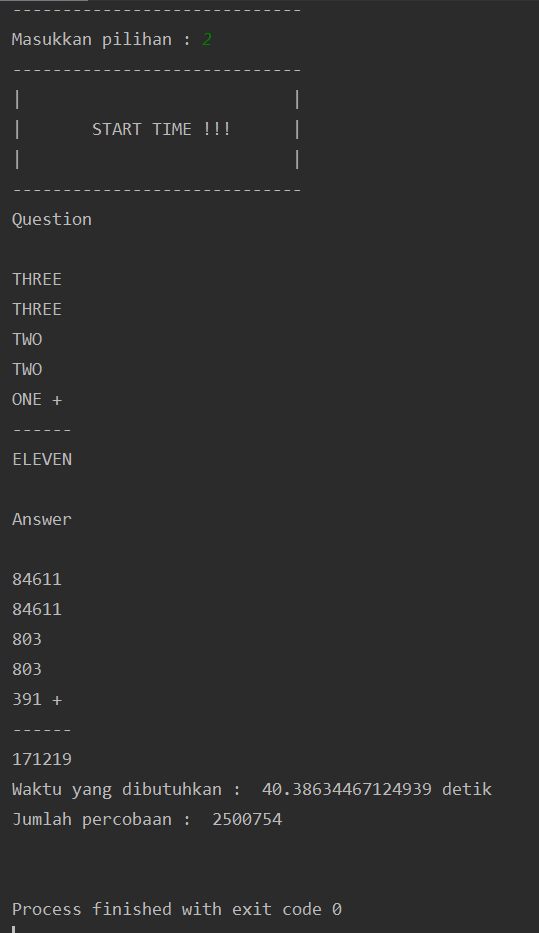 -----------------------------
Masukkan pilihan : 2
-----------------------------
|                           |
|       START TIME !!!      |
|                           |
-----------------------------
Question

THREE
THREE
TWO
TWO
ONE +
------
ELEVEN

Answer

84611
84611
803
803
391 +
------
171219
Waktu yang dibutuhkan :  40.38634467124939 detik
Jumlah percobaan :  2500754


Process finished with exit code 0